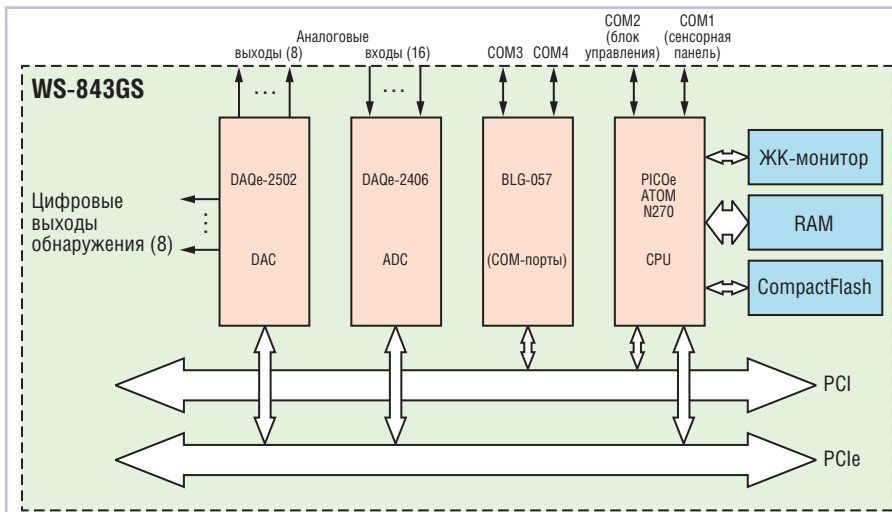 Аналоговые
выходы (8)
входы (16)
COM3
COM4
COM2
(блок
управления)
COM1
(сенсорная
панель)
WS-843GS
DAQe-2502
DAC
DAQe-2406
ADC
BLG-057
(COM-порты)
PICOe
ATOM
N270
CPU
ЖК-монитор
RAM
CompactFlash
Цифровые
выходы
обнаружения (8)
PCI
PCIe